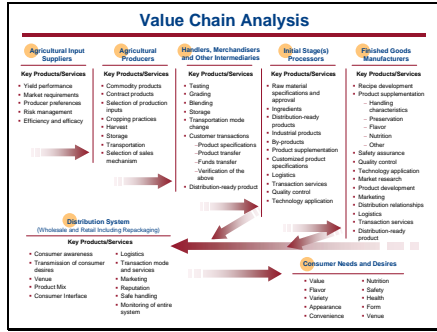 Value Chain Analysis
Agricultural Input
Suppliers
Key Products/Services
• Yield performance
• Market requirements
• Producer preferences
• Risk management
• Efficiency and efficacy
Agricultural
Producers
Key Products/Services
• Commodity products
• Contract products
• Selection of production
inputs
• Cropping practices
• Harvest
• Storage
• Transportation
• Selection of sales
mechanism
Handlers, Merchandisers
and Other Intermediaries
Key Products/Services
• Testing
• Grading
• Blending
• Storage
• Transportation mode
change
• Customer transactions
–Product specifications
–Product transfer
–Funds transfer
–Verification of the
above
• Distribution-ready product
Initial Stage(s)
Processors
Key Products/Services
• Raw material
specifications and
approval
• Ingredients
• Distribution-ready
products
• Industrial products
• By-products
• Product supplementation
• Customized product
specifications
• Logistics
• Transaction services
• Quality control
• Technology application
Finished Goods
Manufacturers
Key Products/Services
• Recipe development
• Product supplementation
– Handling
characteristics
– Preservation
– Flavor
– Nutrition
– Other
• Safety assurance
• Quality control
• Technology application
• Market research
• Product development
• Marketing
• Distribution relationships
• Logistics
• Transaction services
• Distribution-ready
product
Distribution System
(Wholesale and Retail Including Repackaging)
Key Products/Services
• Consumer awareness
• Transmission of consumer
desires
• Venue
• Product Mix
• Consumer Interface
• Logistics
• Transaction mode
and services
• Marketing
• Reputation
• Safe handling
• Monitoring of entire
system
Consumer Needs and Desires
• Value
• Flavor
• Variety
• Appearance
• Convenience
• Nutrition
• Safety
• Health
• Form
• Venue